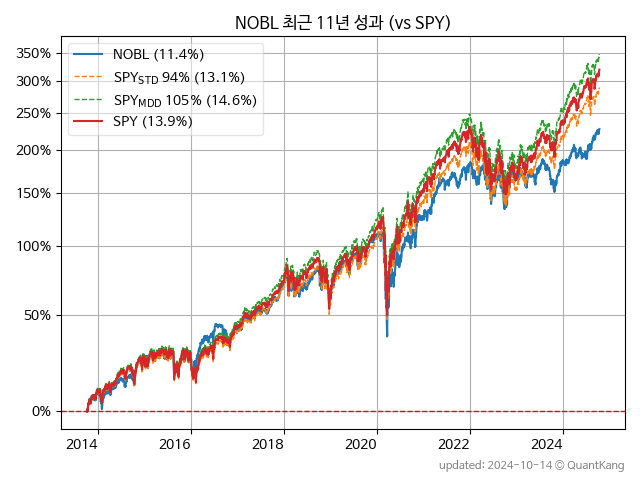 NOBL 최근 11년 성과 (vs SPY)
NOBL (11.4%)
SPY_STD 94% (13.1%)
SPY_MDD 105% (14.6%)
SPY (13.9%)
350%
300%
250%
200%
150%
100%
50%
0%
2014 2016 2018 2020 2022 2024
updated: 2024-10-14 © QuantKang